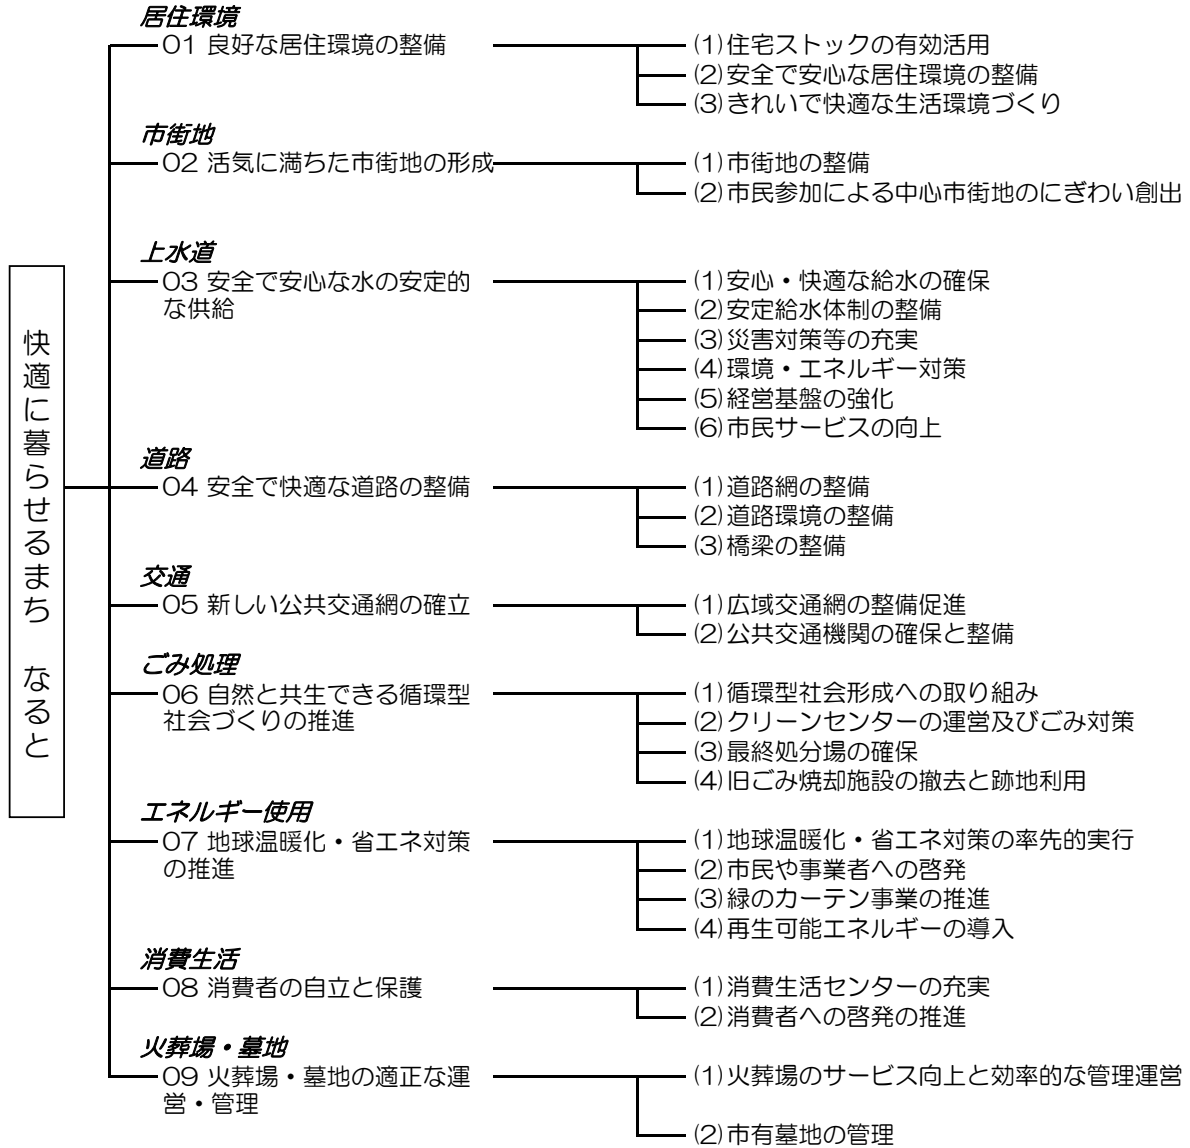 快適に暮らせるまち　なると
居住環境
01 良好な居住環境の整備
(1)住宅ストックの有効活用
(2)安全で安心な居住環境の整備
(3)きれいで快適な生活環境づくり
市街地
02 活気に満ちた市街地の形成
(1)市街地の整備
(2)市民参加による中心市街地のにぎわい創出
上水道
03 安全で安心な水の安定的
な供給
(1)安心・快適な給水の確保
(2)安定給水体制の整備
(3)災害対策等の充実
(4)環境・エネルギー対策
(5)経営基盤の強化
(6)市民サービスの向上
道路
04 安全で快適な道路の整備
(1)道路網の整備
(2)道路環境の整備
(3)橋梁の整備
交通
05 新しい公共交通網の確立
(1)広域交通網の整備促進
(2)公共交通機関の確保と整備
ごみ処理
06 自然と共生できる循環型
社会づくりの推進
(1)循環型社会形成への取り組み
(2)クリーンセンターの運営及びごみ対策
(3)最終処分場の確保
(4)旧ごみ焼却施設の撤去と跡地利用
エネルギー使用
07 地球温暖化・省エネ対策
の推進
(1)地球温暖化・省エネ対策の率先的実行
(2)市民や事業者への啓発
(3)緑のカーテン事業の推進
(4)再生可能エネルギーの導入
消費生活
08 消費者の自立と保護
(1)消費生活センターの充実
(2)消費者への啓発の推進
火葬場・墓地
09 火葬場・墓地の適正な運
営・管理
(1)火葬場のサービス向上と効率的な管理運営
(2)市有墓地の管理